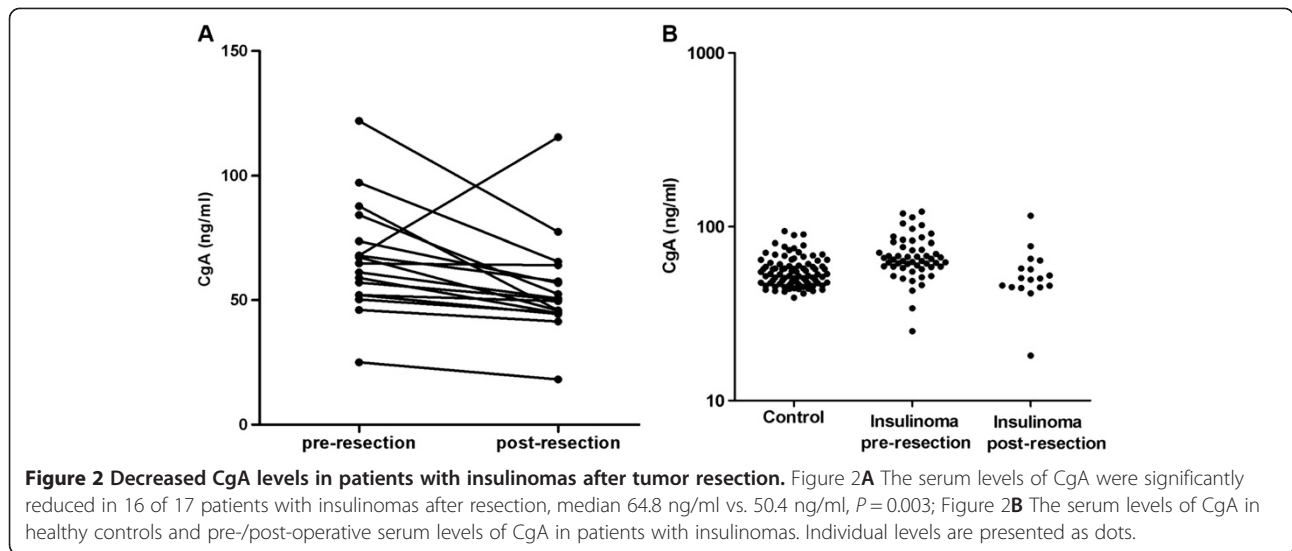 A
B
150
100
50
0
CgA (ng/ml)
pre-resection
post-resection
1000
100
10
CgA (ng/ml)
Control
Insulinoma
pre-resection
Insulinoma
post-resection
Figure 2 Decreased CgA levels in patients with insulinomas after tumor resection. Figure 2A The serum levels of CgA were significantly
reduced in 16 of 17 patients with insulinomas after resection, median 64.8 ng/ml vs. 50.4 ng/ml, P = 0.003; Figure 2B The serum levels of CgA in
healthy controls and pre-/post-operative serum levels of CgA in patients with insulinomas. Individual levels are presented as dots.